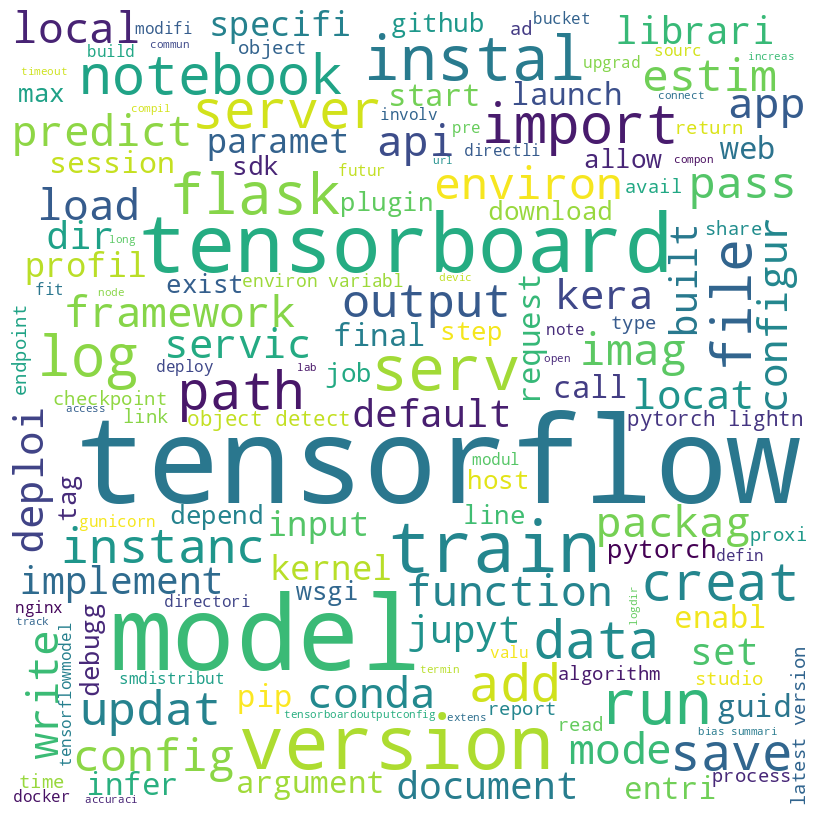 local
modifi
commun
specifi
github
ad
bucket
librari
build
object
instal
upgrad
sourc
increas
timeout
notebook
estim
max
compil
server
start
launch
connect
app
predict
paramet
involv
api
pre
directli
import
return
session
sdk
futur
url
allow
compon
web
load
flask
plugin
environ
avail
pass
dir
long
tensorboard
download
share
profil
exist
environ variabl
devic
built
file
configur
fit
node
output
kera
request
note
type
framework
final
step
endpoint
servic
deploy
lab
job
serv
open
imag
log
path
call
locat
checkpoint
access
link
object detect
default
pytorch lightn
deploi
tensorflow
tag
modul
host
gunicorn
depend
input
line
packag
proxi
instanc
train
pytorch
defin
kernel
implement
wsgi
function
creat
nginx
directori
logdir
track
debugg
model
jupyt
data
enabl
set
write
tensorflowmodel
smdistribut
termin
valu
algorithm
studio
latest version
updat
pip
conda
add
run
guid
tensorboardoutputconfig
extens
report
read
bias summari
config
version
mode
save
time
infer
argument
document
entri
process
docker
accuraci